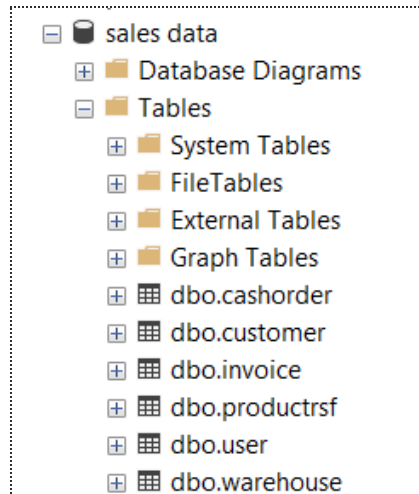 sales data
Database Diagrams
Tables
System Tables
FileTables
External Tables
Graph Tables
dbo.cashorder
dbo.customer
dbo.invoice
dbo.productrsf
dbo.user
dbo.warehouse